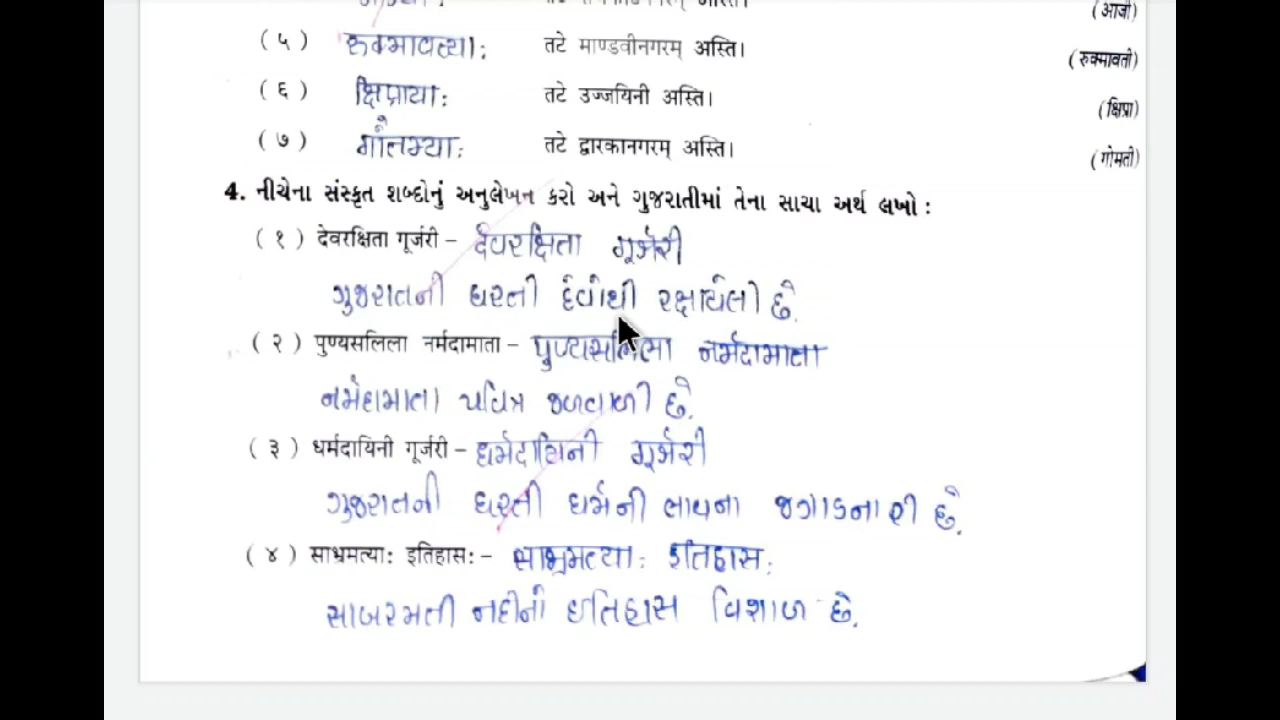 (आजी)
(५) रुक्मावत्याः तटे माण्डवीनगरम् अस्ति। (रुक्मावती)
(६) क्षिप्रायाः तटे उज्जयिनी अस्ति। (क्षिप्रा)
(७) गौतम्याः तटे द्वारकानगरम् अस्ति। (गोमती)
4. નીચેના સંસ્કૃત શબ્દોનું અનુલેખન કરો અને ગુજરાતીમાં તેના સાચા અર્થ લખો :
(१) देवरक्षिता गूर्जरी – देवरक्षिता गूर्जरी
ગુજરાતની ધરતી દેવોથી રક્ષાયેલી છે.
(२) पुण्यसलिला नर्मदामाता – पुण्यसलिला नर्मदामाता
નર્મદામાતા પવિત્ર જળવાળી છે.
(३) धर्मदायिनी गूर्जरी – धर्मदायिनी गूर्जरी
ગુજરાતની ધરતી ધર્મની ભાવના જગાડનારી છે.
(४) साभ्रमत्याः इतिहासः – साभ्रमत्याः इतिहासः
સાબરમતી નદીનો ઈતિહાસ વિશાળ છે.